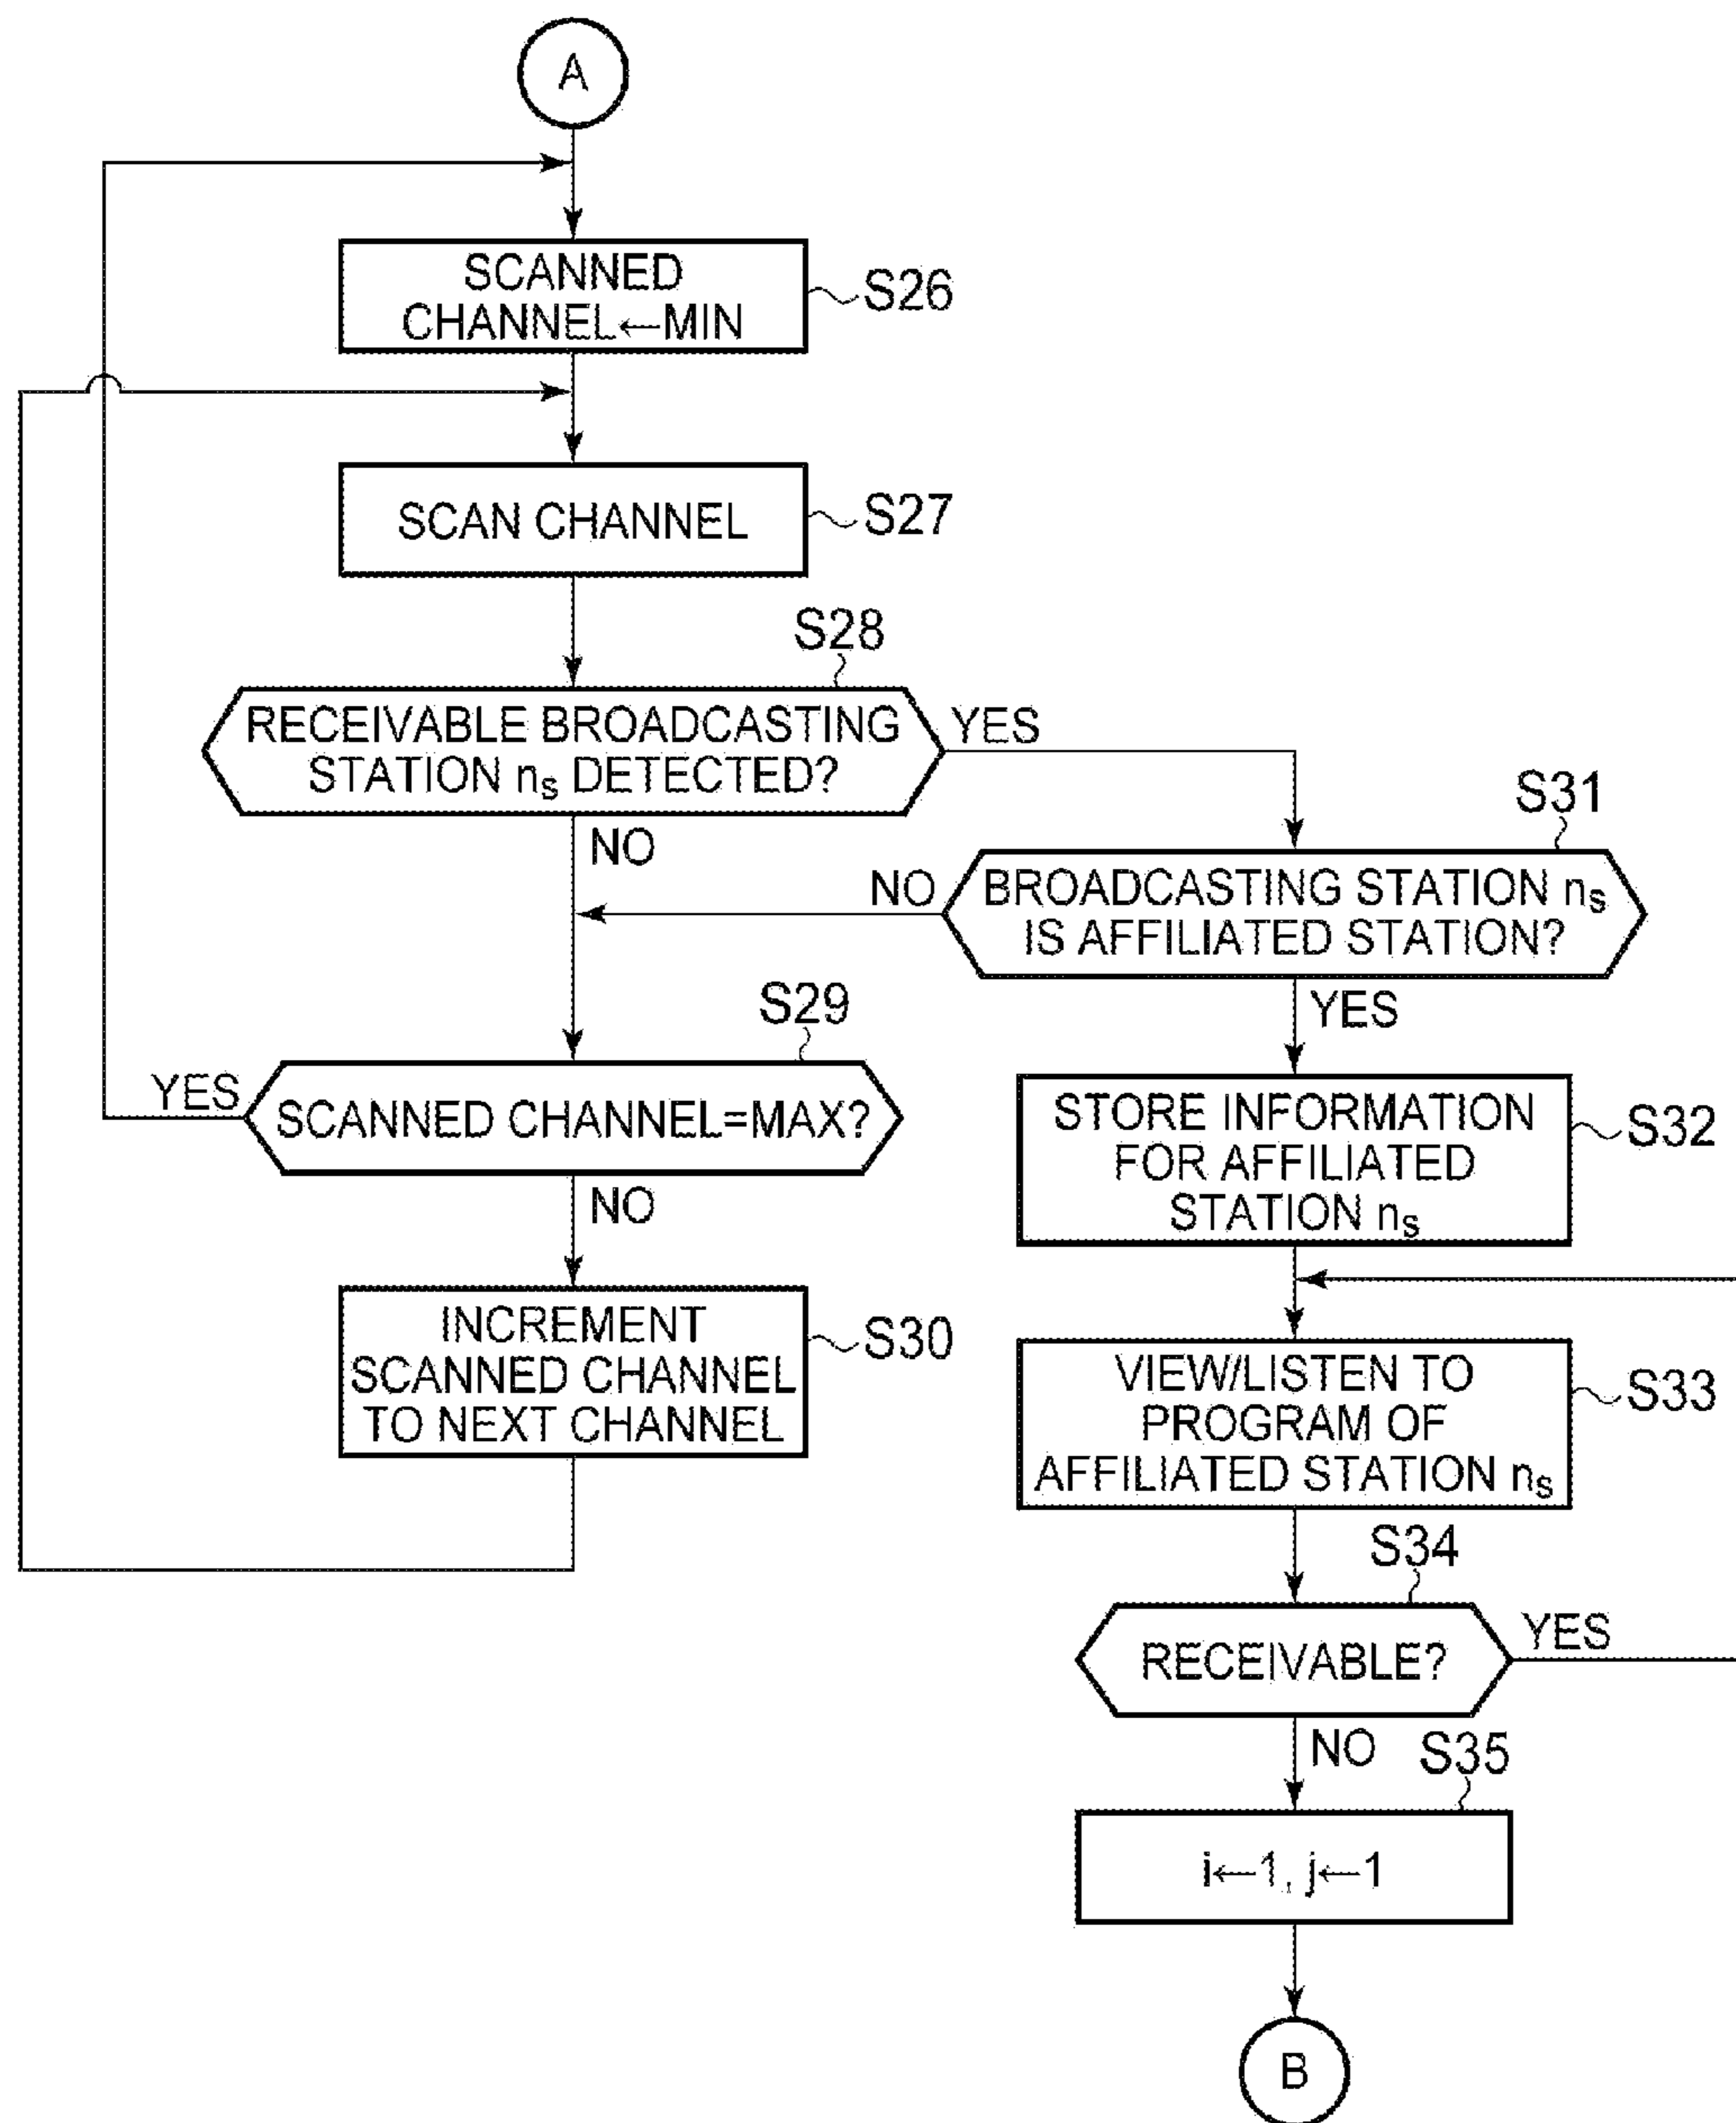 A
SCANNED
CHANNEL←MIN
S26
SCAN CHANNEL
S27
S28
RECEIVABLE BROADCASTING
STATION ns DETECTED?
YES
NO
S31
BROADCASTING STATION ns
IS AFFILIATED STATION?
NO
YES
S29
SCANNED CHANNEL=MAX?
YES
NO
STORE INFORMATION
FOR AFFILIATED
STATION ns
S32
INCREMENT
SCANNED CHANNEL
TO NEXT CHANNEL
S30
VIEW/LISTEN TO
PROGRAM OF
AFFILIATED STATION ns
S33
S34
RECEIVABLE?
YES
NO
S35
i←1, j←1
B